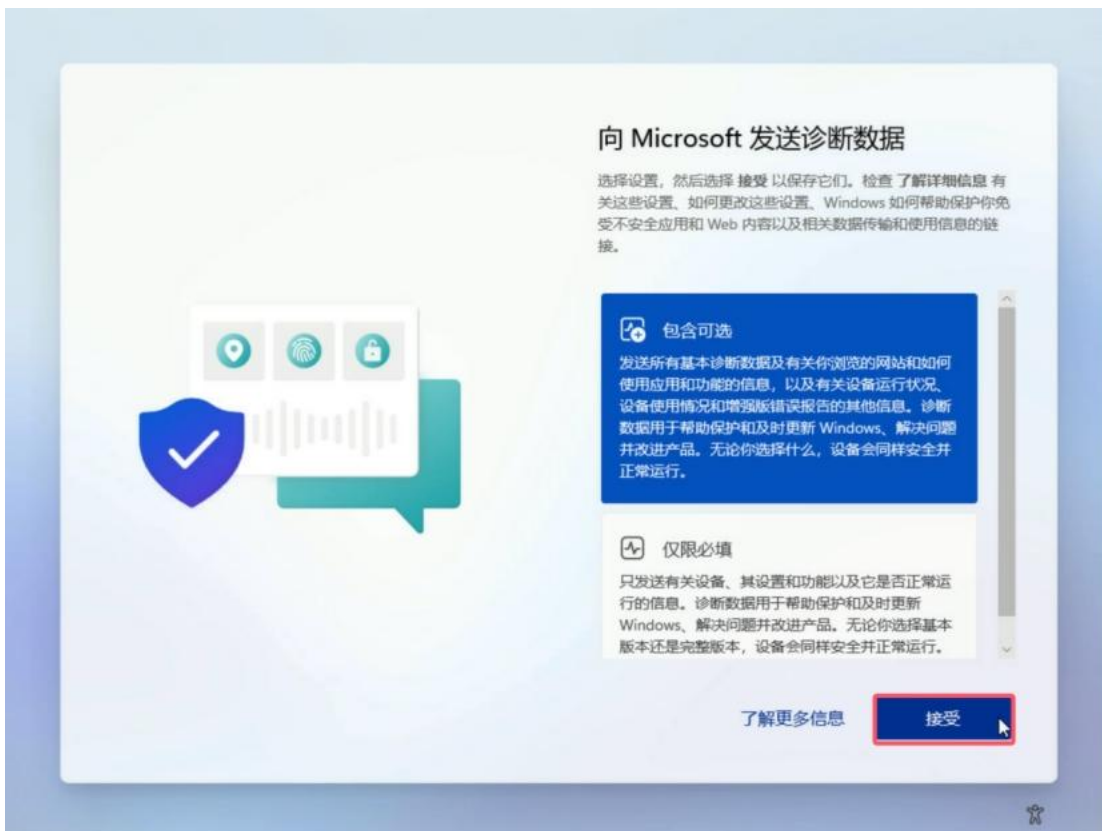 向 Microsoft 发送诊断数据
选择设置，然后选择 接受 以保存它们。检查 了解详细信息 有
关这些设置、如何更改这些设置、Windows 如何帮助保护你免
受不安全应用和 Web 内容以及相关数据传输和使用信息的链
接。
包含可选
发送所有基本诊断数据及有关你浏览的网站和如何
使用应用和功能的信息，以及有关设备运行状况、
设备使用情况和增强版错误报告的其他信息。诊断
数据用于帮助保护和及时更新 Windows、解决问题
并改进产品。无论你选择什么，设备会同样安全并
正常运行。
仅限必填
只发送有关设备、其设置和功能以及它是否正常运
行的信息。诊断数据用于帮助保护和及时更新
Windows、解决问题并改进产品。无论你选择基本
版本还是完整版本，设备会同样安全并正常运行。
了解更多信息
接受